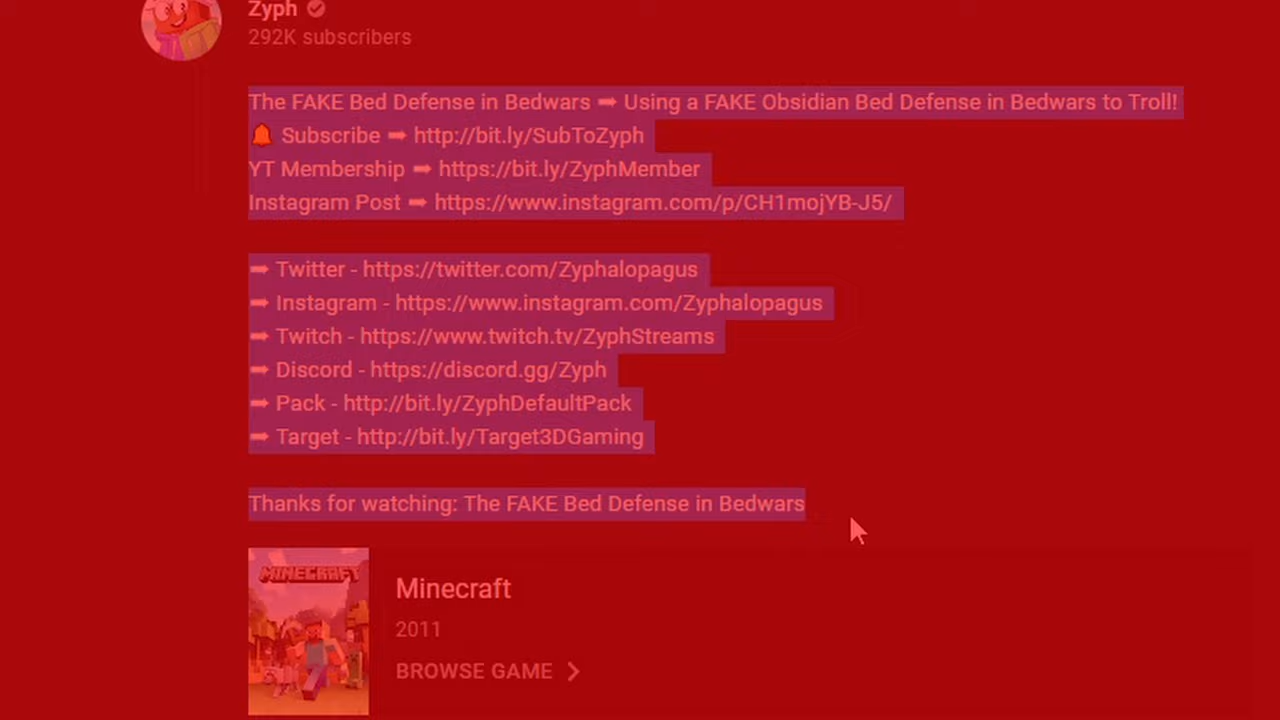 Zyph
292K subscribers
The FAKE Bed Defense in Bedwars ➡ Using a FAKE Obsidian Bed Defense in Bedwars to Troll!
🔔 Subscribe ➡ http://bit.ly/SubToZyph
YT Membership ➡ https://bit.ly/ZyphMember
Instagram Post ➡ https://www.instagram.com/p/CH1mojYB-J5/
➡ Twitter - https://twitter.com/Zyphalopagus
➡ Instagram - https://www.instagram.com/Zyphalopagus
➡ Twitch - https://www.twitch.tv/ZyphStreams
➡ Discord - https://discord.gg/Zyph
➡ Pack - http://bit.ly/ZyphDefaultPack
➡ Target - http://bit.ly/Target3DGaming
Thanks for watching: The FAKE Bed Defense in Bedwars
MINECRAFT
Minecraft
2011
BROWSE GAME